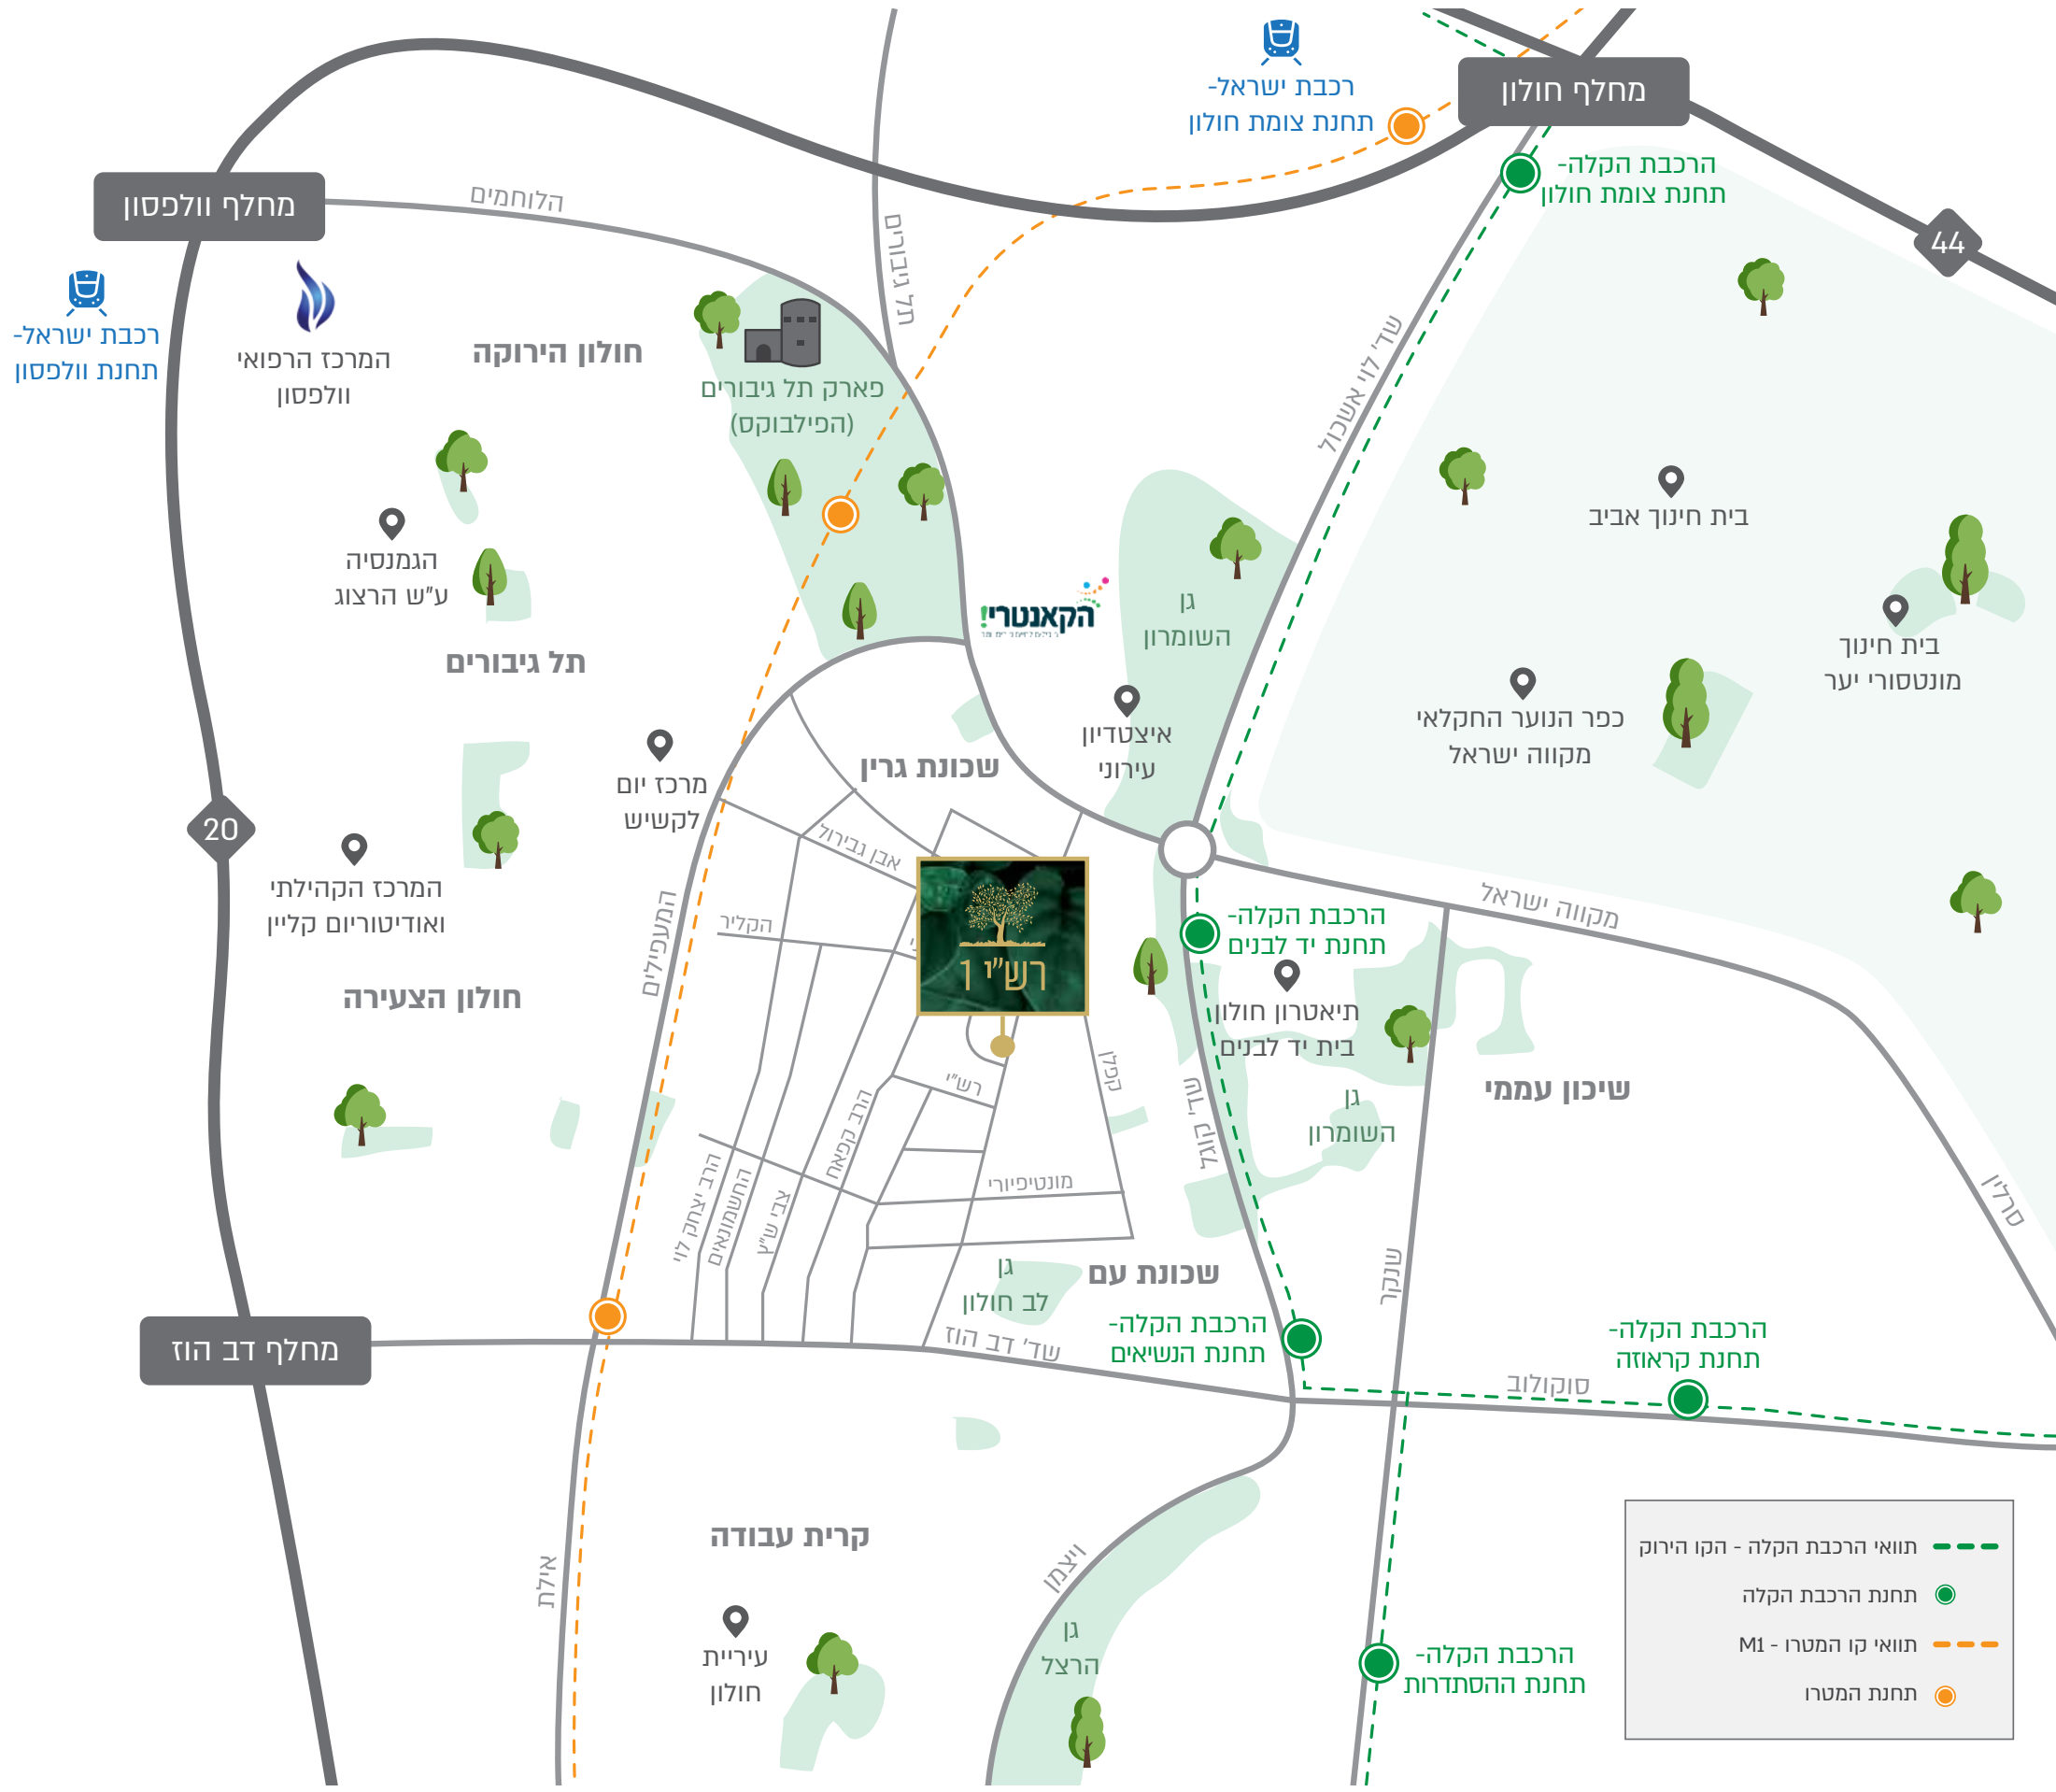 רכבת ישראל-
תחנת צומת חולון
מחלף חולון
הרכבת הקלה-
תחנת צומת חולון
44
מחלף וולפסון
הלוחמים
תל גיבורים
רכבת ישראל-
תחנת וולפסון
המרכז הרפואי
וולפסון
חולון הירוקה
פארק תל גיבורים
(הפילבוקס)
שד' לוי אשכול
בית חינוך אביב
הגמנסיה
ע"ש הרצוג
הקאנטרי!
גן
השומרון
בית חינוך
מונטסורי יער
תל גיבורים
כפר הנוער החקלאי
מקווה ישראל
איצטדיון
עירוני
שכונת גרין
מרכז יום
לקשיש
20
אבן גבירול
המרכז הקהילתי
ואודיטוריום קליין
המעפילים
הקליר
רש"י 1
הרכבת הקלה-
תחנת יד לבנים
מקווה ישראל
תיאטרון חולון
בית יד לבנים
חולון הצעירה
קפלן
רש"י
שד' קוגל
גן
השומרון
שיכון עממי
הרב קפאח
הרב יצחק לוי
החשמונאים
צבי ש"ץ
מונטיפיורי
סרלין
שנקר
שכונת עם
גן
לב חולון
הרכבת הקלה-
תחנת הנשיאים
מחלף דב הוז
שד' דב הוז
הרכבת הקלה-
תחנת קראוזה
סוקולוב
קרית עבודה
אילת
ויצמן
עיריית
חולון
גן
הרצל
הרכבת הקלה-
תחנת ההסתדרות
תוואי הרכבת הקלה - הקו הירוק
תחנת הרכבת הקלה
תוואי קו המטרו - M1
תחנת המטרו